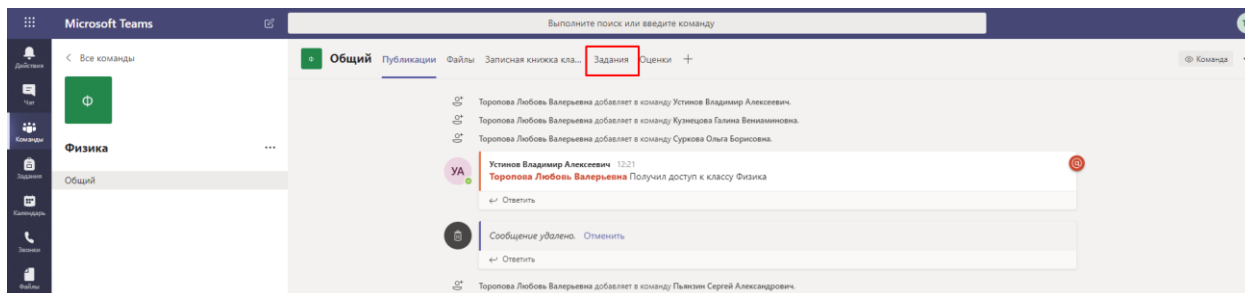 Microsoft Teams
Выполните поиск или введите команду
Действия
Чат
Команды
Задания
Календарь
Звонки
Файлы
Все команды
Ф
Физика
Общий
Ф Общий Публикации Файлы Записная книжка кла... Задания Оценки + Команда
Торопова Любовь Валерьевна добавляет в команду Устинов Владимир Алексеевич.
Торопова Любовь Валерьевна добавляет в команду Кузнецова Галина Вениаминовна.
Торопова Любовь Валерьевна добавляет в команду Суркова Ольга Борисовна.
УА
Устинов Владимир Алексеевич 12:21
Торопова Любовь Валерьевна Получил доступ к классу Физика
Ответить
Сообщение удалено. Отменить
Ответить
Торопова Любовь Валерьевна добавляет в команду Пьянзин Сергей Александрович.